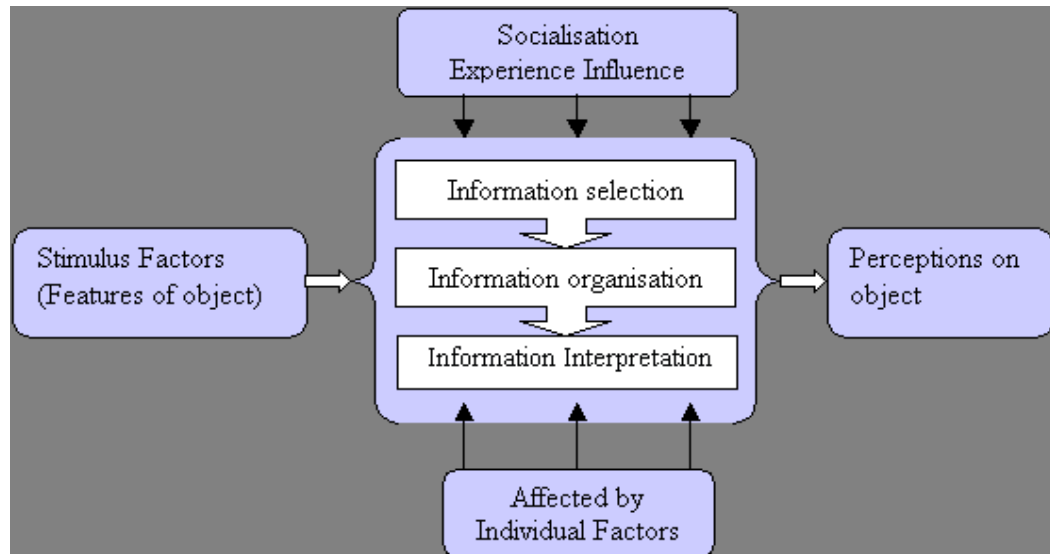 Socialisation
Experience Influence
Information selection
Stimulus Factors
(Features of object)
Information organisation
Perceptions on
object
Information Interpretation
Affected by
Individual Factors